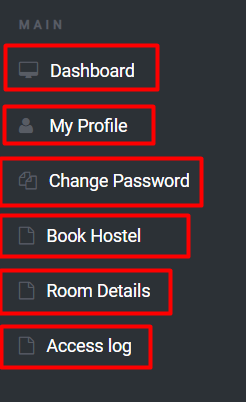 MAIN
Dashboard
My Profile
Change Password
Book Hostel
Room Details
Access log